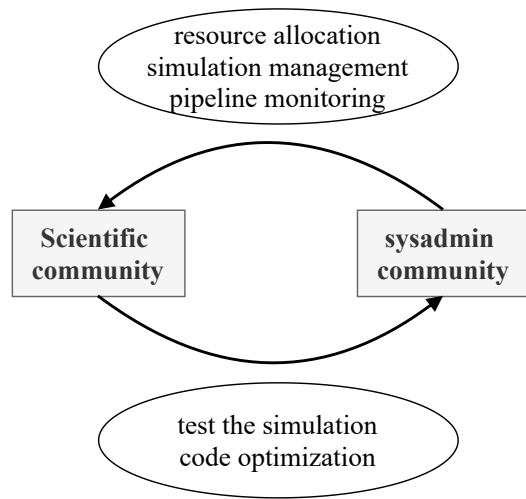 resource allocation
simulation management
pipeline monitoring
Scientific
community
sysadmin
community
test the simulation
code optimization